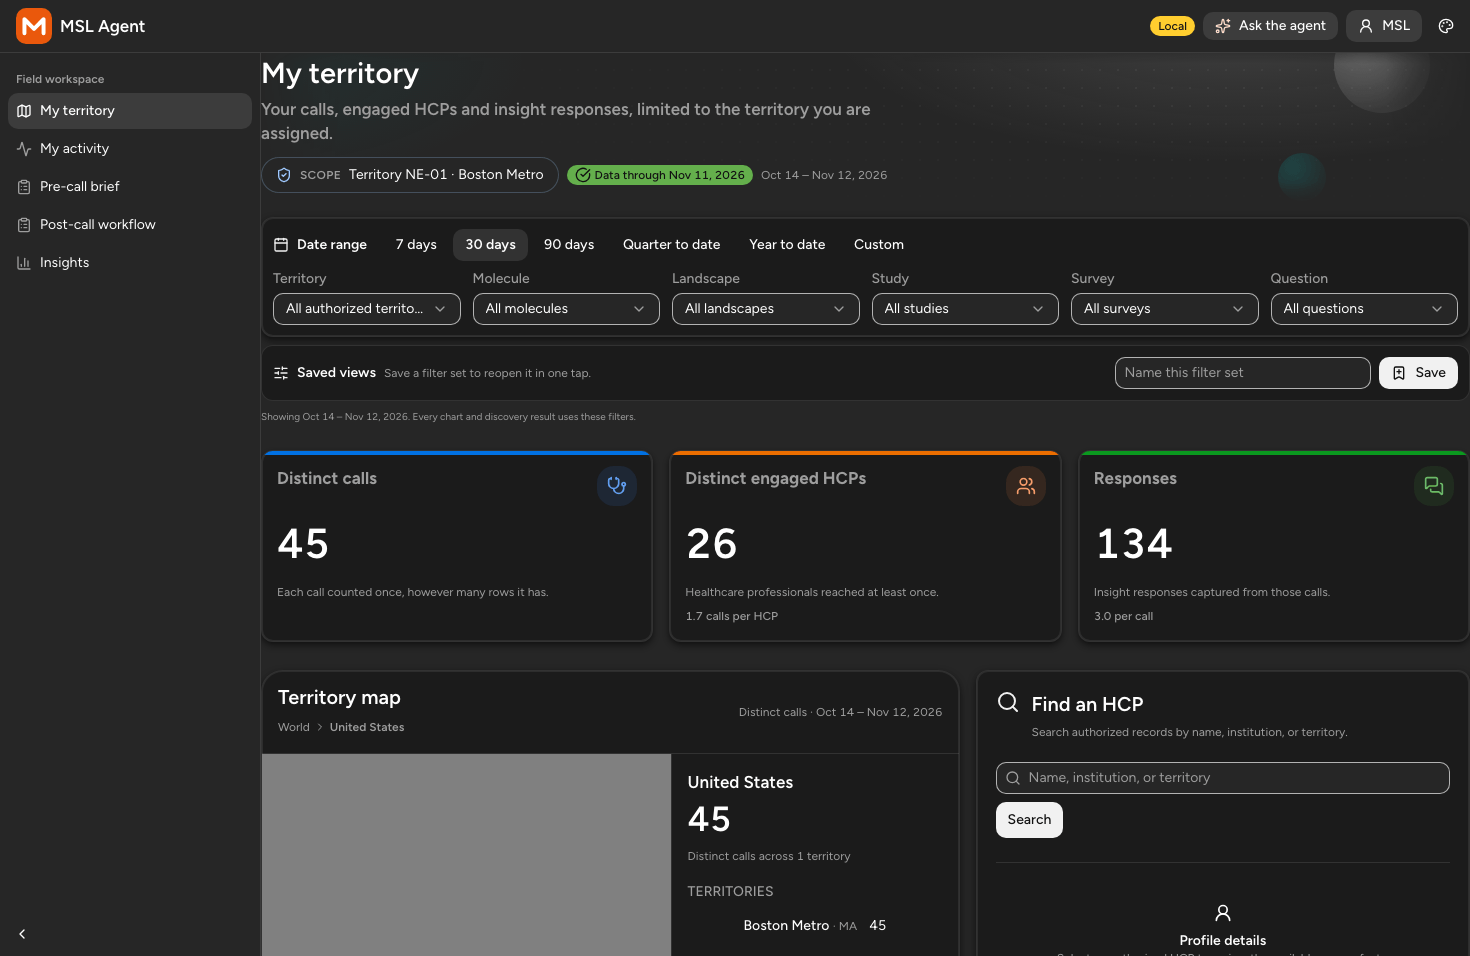 MSL Agent
Local
Ask the agent
MSL
Field workspace
My territory
My activity
Pre-call brief
Post-call workflow
Insights
My territory
Your calls, engaged HCPs and insight responses, limited to the territory you are
assigned.
SCOPE Territory NE-01 · Boston Metro
Data through Nov 11, 2026
Oct 14 – Nov 12, 2026
Date range
7 days
30 days
90 days
Quarter to date
Year to date
Custom
Territory
Molecule
Landscape
Study
Survey
Question
All authorized territo...
All molecules
All landscapes
All studies
All surveys
All questions
Saved views
Save a filter set to reopen it in one tap.
Name this filter set
Save
Showing Oct 14 – Nov 12, 2026. Every chart and discovery result uses these filters.
Distinct calls
45
Each call counted once, however many rows it has.
Distinct engaged HCPs
26
Healthcare professionals reached at least once.
1.7 calls per HCP
Responses
134
Insight responses captured from those calls.
3.0 per call
Territory map
World > United States
Distinct calls · Oct 14 – Nov 12, 2026
United States
45
Distinct calls across 1 territory
TERRITORIES
Boston Metro · MA 45
Find an HCP
Search authorized records by name, institution, or territory.
Name, institution, or territory
Search
Profile details